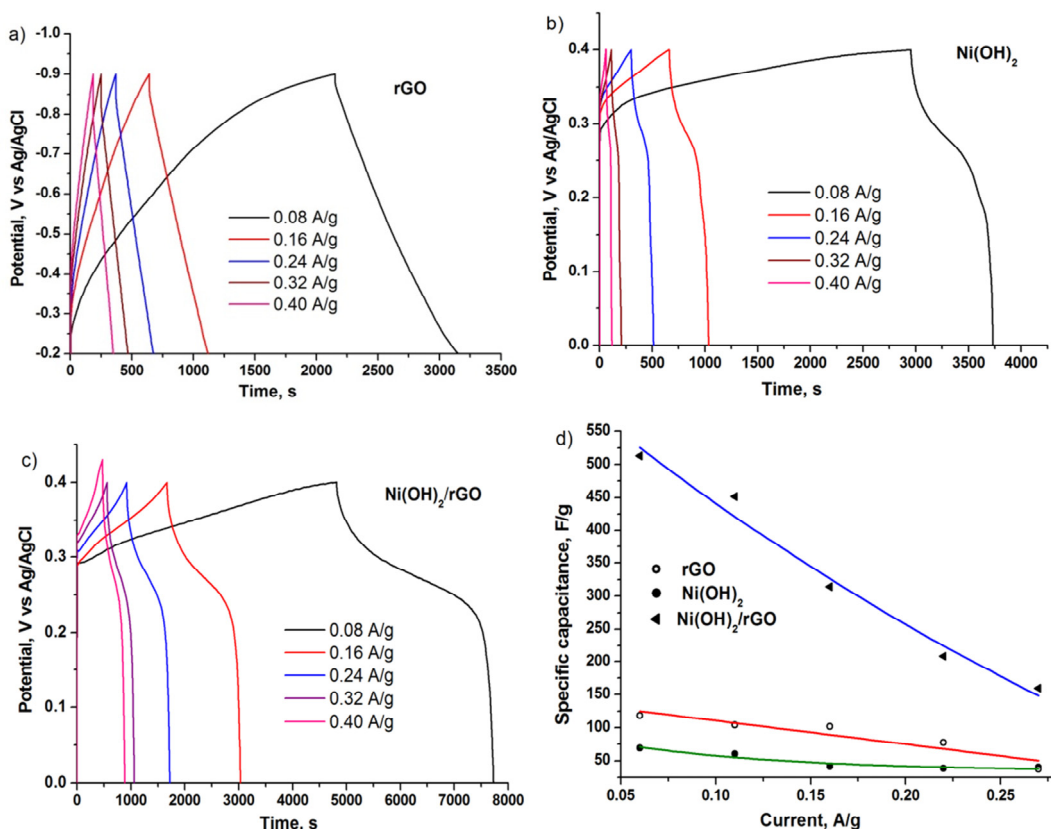 a)
rGO
Potential, V vs Ag/AgCl
-1.0
-0.9
-0.8
-0.7
-0.6
-0.5
-0.4
-0.3
-0.2
0.08 A/g
0.16 A/g
0.24 A/g
0.32 A/g
0.40 A/g
0 500 1000 1500 2000 2500 3000 3500
Time, s
b)
Ni(OH)₂
Potential, V vs Ag/AgCl
0.4
0.3
0.2
0.1
0.0
0.08 A/g
0.16 A/g
0.24 A/g
0.32 A/g
0.40 A/g
0 500 1000 1500 2000 2500 3000 3500 4000
Time, s
c)
Ni(OH)₂/rGO
Potential, V vs Ag/AgCl
0.4
0.3
0.2
0.1
0.0
0.08 A/g
0.16 A/g
0.24 A/g
0.32 A/g
0.40 A/g
0 1000 2000 3000 4000 5000 6000 7000 8000
Time, s
d)
Specific capacitance, F/g
550
500
450
400
350
300
250
200
150
100
50
rGO
Ni(OH)₂
Ni(OH)₂/rGO
0.05 0.10 0.15 0.20 0.25
Current, A/g